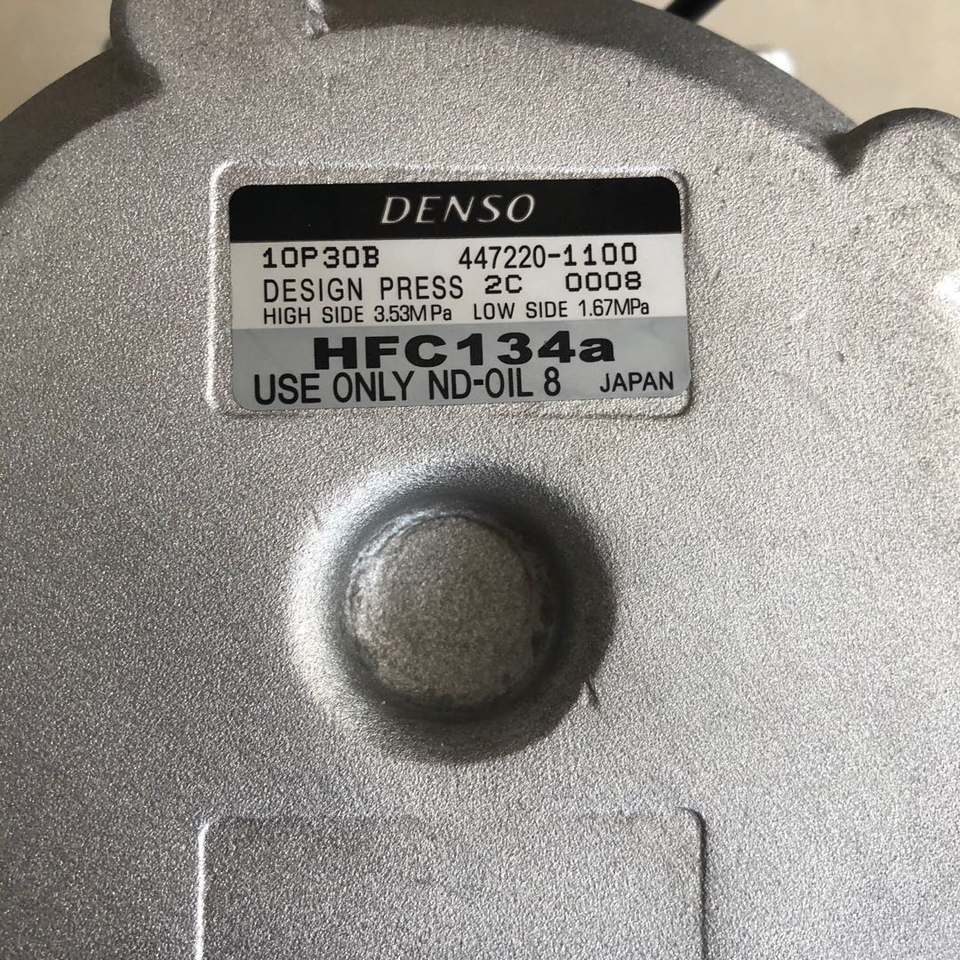 DENSO
10P30B 447220-1100
DESIGN PRESS 2C 0008
HIGH SIDE 3.53MPa LOW SIDE 1.67MPa
HFC134a
USE ONLY ND-OIL 8 JAPAN